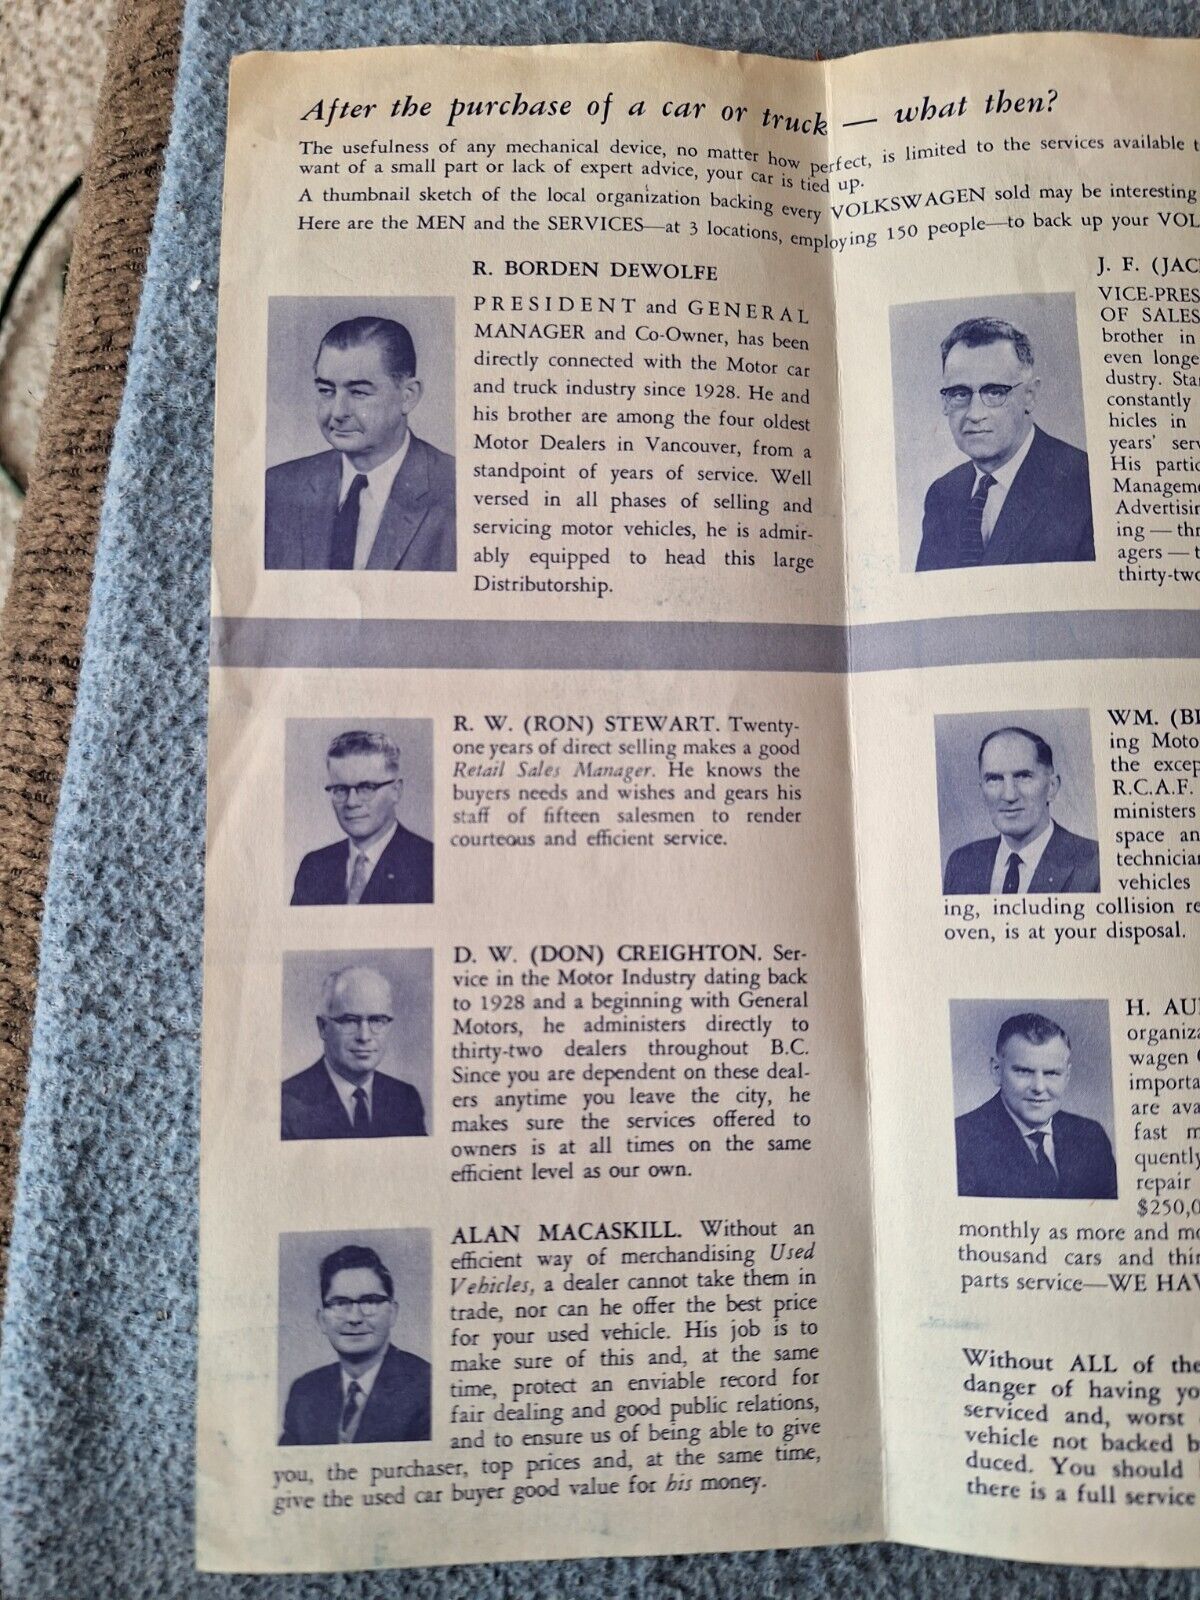 After the purchase of a car or truck — what then?
The usefulness of any mechanical device, no matter how perfect, is limited to the services available
want of a small part or lack of expert advice, your car is tied up.
A thumbnail sketch of the local organization backing every VOLKSWAGEN sold may be interesting
Here are the MEN and the SERVICES—at 3 locations, employing 150 people—to back up your VOL
R. BORDEN DEWOLFE
PRESIDENT and GENERAL
MANAGER and Co-Owner, has been
directly connected with the Motor car
and truck industry since 1928. He and
his brother are among the four oldest
Motor Dealers in Vancouver, from a
standpoint of years of service. Well
versed in all phases of selling and
servicing motor vehicles, he is admir-
ably equipped to head this large
Distributorship.
R. W. (RON) STEWART. Twenty-
one years of direct selling makes a good
Retail Sales Manager. He knows the
buyers needs and wishes and gears his
staff of fifteen salesmen to render
courteous and efficient service.
D. W. (DON) CREIGHTON. Ser-
vice in the Motor Industry dating back
to 1928 and a beginning with General
Motors, he administers directly to
thirty-two dealers throughout B.C.
Since you are dependent on these deal-
ers anytime you leave the city, he
makes sure the services offered to
owners is at all times on the same
efficient level as our own.
ALAN MACASKILL. Without an
efficient way of merchandising Used
Vehicles, a dealer cannot take them in
trade, nor can he offer the best price
for your used vehicle. His job is to
make sure of this and, at the same
time, protect an enviable record for
fair dealing and good public relations,
and to ensure us of being able to give
you, the purchaser, top prices and, at the same time,
give the used car buyer good value for his money.
J. F. (JAC
VICE-PRES
OF SALES
brother in
even longe
dustry. Sta
constantly
hicles in
years' serv
His partic
Manageme
Advertisin
ing — thr
agers — t
thirty-two
WM. (BI
ing Moto
the excep
R.C.A.F.
ministers
space an
technician
vehicles
ing, including collision re
oven, is at your disposal.
H. AU
organiza
wagen
importa
are ava
fast m
quently
repair
$250,0
monthly as more and mo
thousand cars and thir
parts service—WE HAV
Without ALL of the
danger of having yo
serviced and, worst
vehicle not backed b
duced. You should
there is a full service